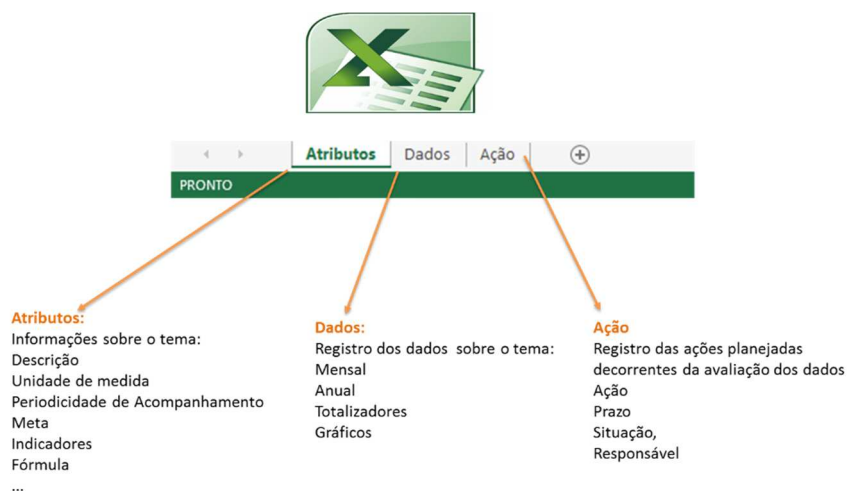 Atributos
Dados
Ação
PRONTO
Atributos:
Informações sobre o tema:
Descrição
Unidade de medida
Periodicidade de Acompanhamento
Meta
Indicadores
Fórmula
...
Dados:
Registro dos dados sobre o tema:
Mensal
Anual
Totalizadores
Gráficos
Ação
Registro das ações planejadas
decorrentes da avaliação dos dados
Ação
Prazo
Situação,
Responsável